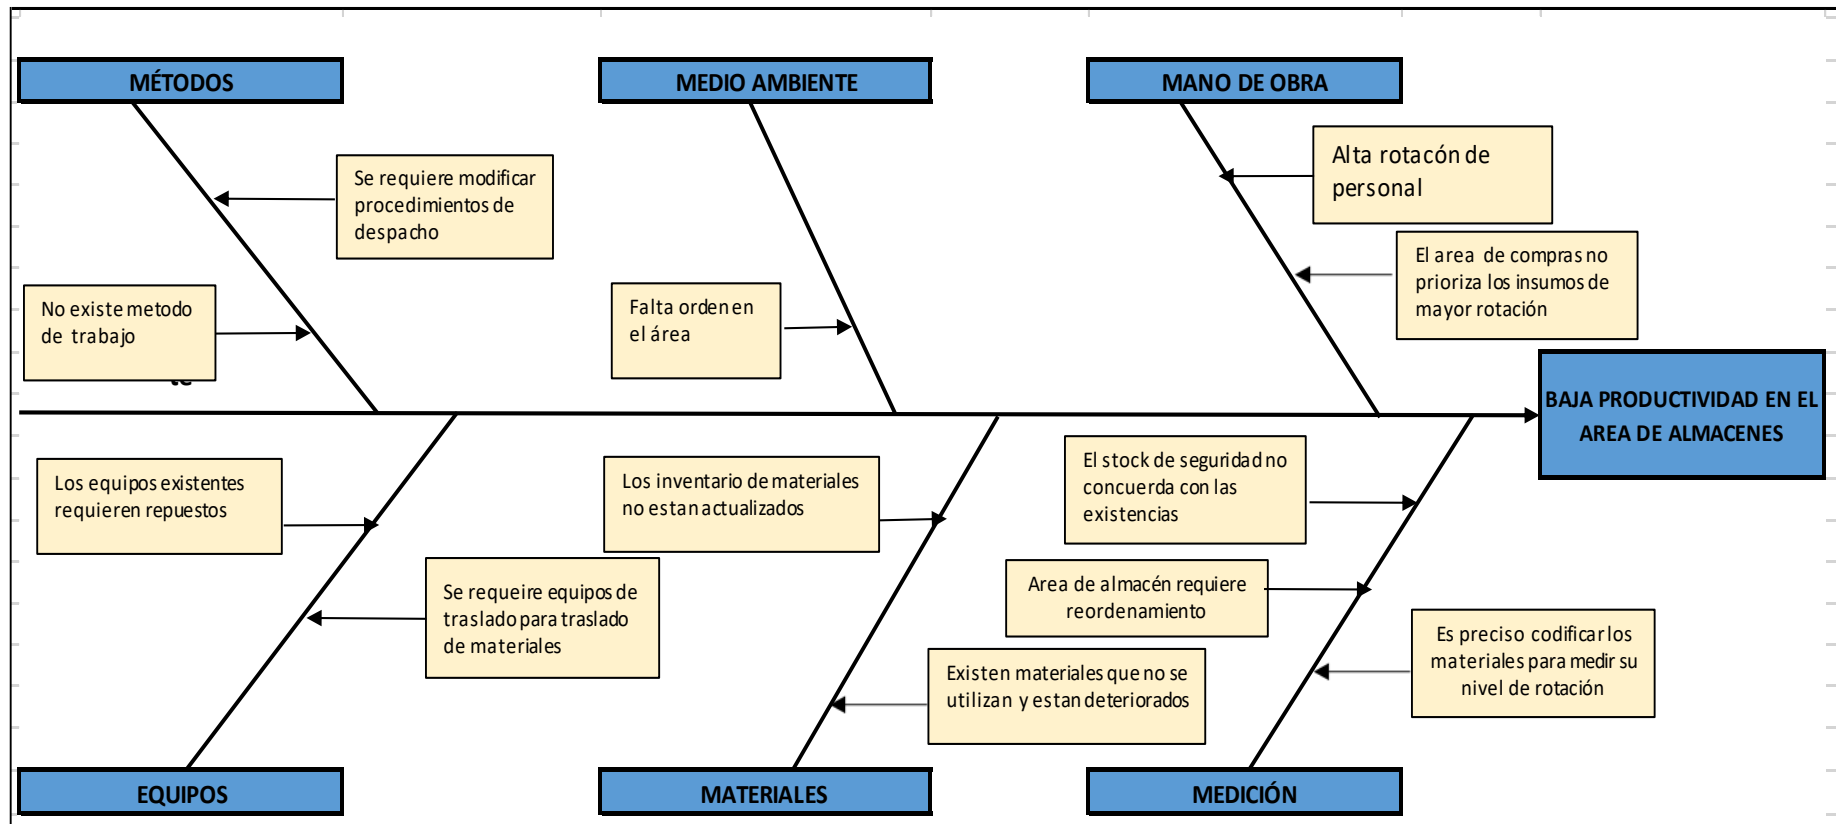 MÉTODOS
MEDIO AMBIENTE
MANO DE OBRA
Se requiere modificar
procedimientos de
despacho
Alta rotacón de
personal
El area de compras no
prioriza los insumos de
mayor rotación
No existe metodo
de trabajo
Falta orden en
el área
BAJA PRODUCTIVIDAD EN EL
AREA DE ALMACENES
Los equipos existentes
requieren repuestos
Los inventario de materiales
no estan actualizados
El stock de seguridad no
concuerda con las
existencias
Se requeire equipos de
traslado para traslado
de materiales
Area de almacén requiere
reordenamiento
Es preciso codificar los
materiales para medir su
nivel de rotación
Existen materiales que no se
utilizan y estan deteriorados
EQUIPOS
MATERIALES
MEDICIÓN